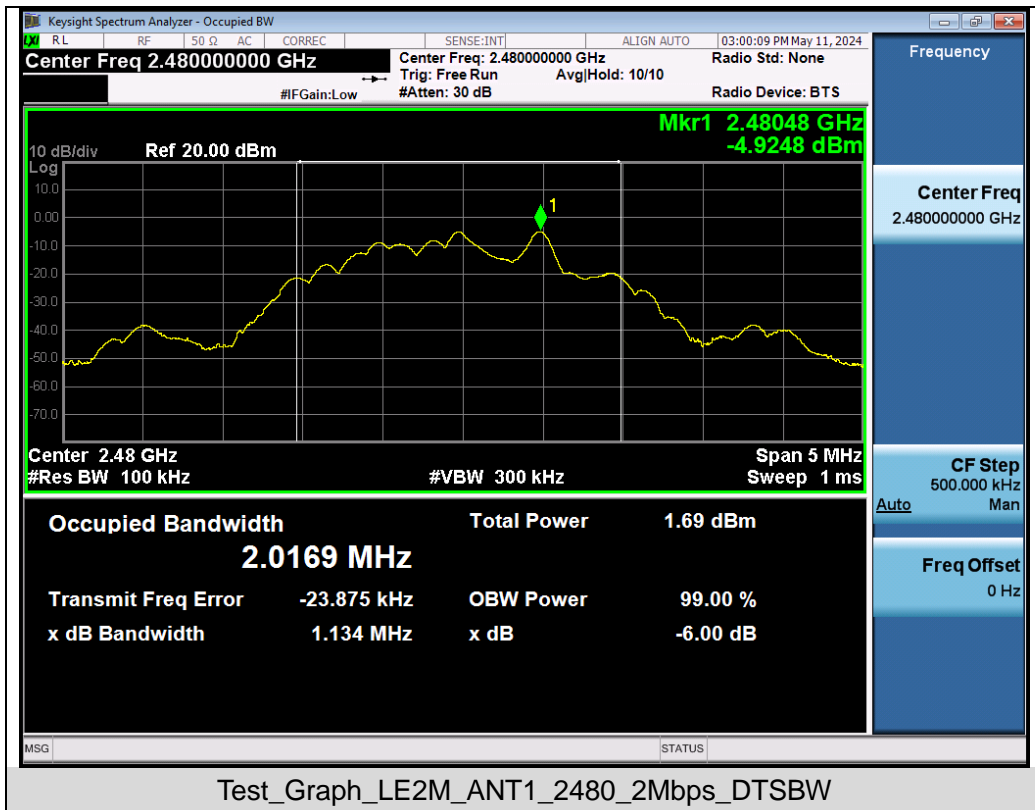 Keysight Spectrum Analyzer - Occupied BW
LXI RL RF 50 Ω AC CORREC SENSE:INT ALIGN AUTO 03:00:09 PM May 11, 2024
Center Freq 2.480000000 GHz
Center Freq: 2.480000000 GHz
Radio Std: None
Trig: Free Run Avg|Hold: 10/10
#IFGain:Low #Atten: 30 dB
Radio Device: BTS
Frequency
Mkr1 2.48048 GHz
-4.9248 dBm
10 dB/div Ref 20.00 dBm
Log
10.0
0.00
-10.0
-20.0
-30.0
-40.0
-50.0
-60.0
-70.0
1
Center 2.48 GHz Span 5 MHz
#Res BW 100 kHz #VBW 300 kHz Sweep 1 ms
Center Freq
2.480000000 GHz
CF Step
500.000 kHz
Auto Man
Freq Offset
0 Hz
Occupied Bandwidth Total Power 1.69 dBm
2.0169 MHz
Transmit Freq Error -23.875 kHz OBW Power 99.00 %
x dB Bandwidth 1.134 MHz x dB -6.00 dB
MSG STATUS
Test_Graph_LE2M_ANT1_2480_2Mbps_DTSBW